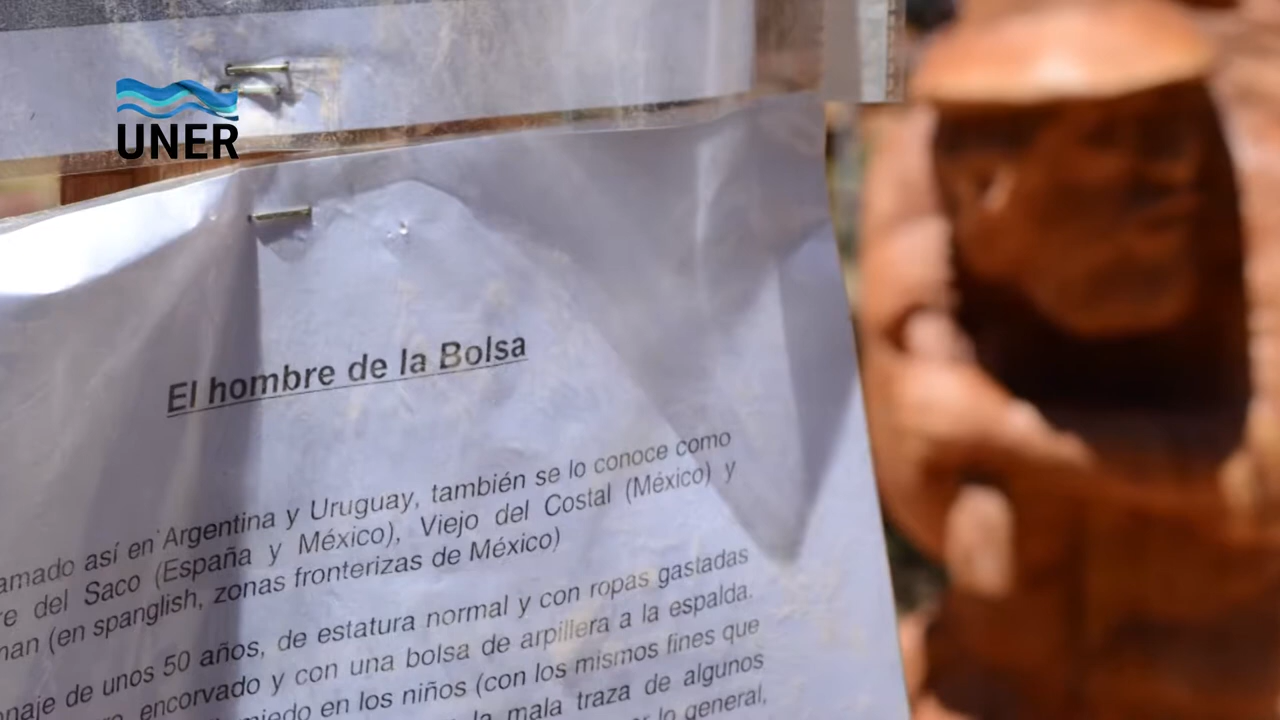 UNER
El hombre de la Bolsa
amado así en Argentina y Uruguay, también se lo conoce como
re del Saco (España y México), Viejo del Costal (México) y
man (en spanglish, zonas fronterizas de México)
onaje de unos 50 años, de estatura normal y con ropas gastadas
encorvado y con una bolsa de arpillera a la espalda.
miedo en los niños (con los mismos fines que
la mala traza de algunos
lo general,